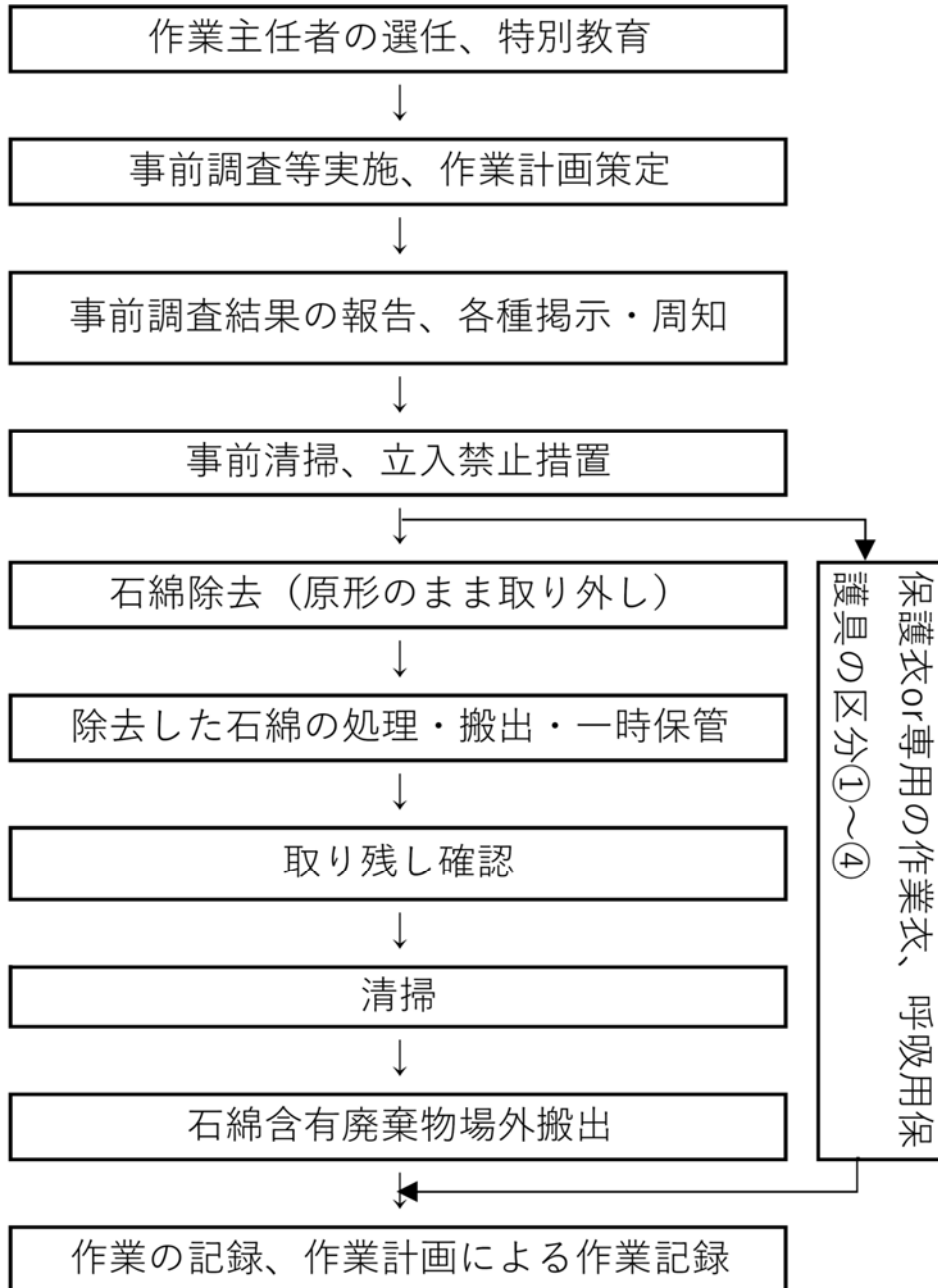 作業主任者の選任、特別教育
↓
事前調査等実施、作業計画策定
↓
事前調査結果の報告、各種掲示・周知
↓
事前清掃、立入禁止措置
↓
石綿除去（原形のまま取り外し）
↓
除去した石綿の処理・搬出・一時保管
↓
取り残し確認
↓
清掃
↓
石綿含有廃棄物場外搬出
↓
作業の記録、作業計画による作業記録
保護衣or専用の作業衣、呼吸用保
護具の区分①～④